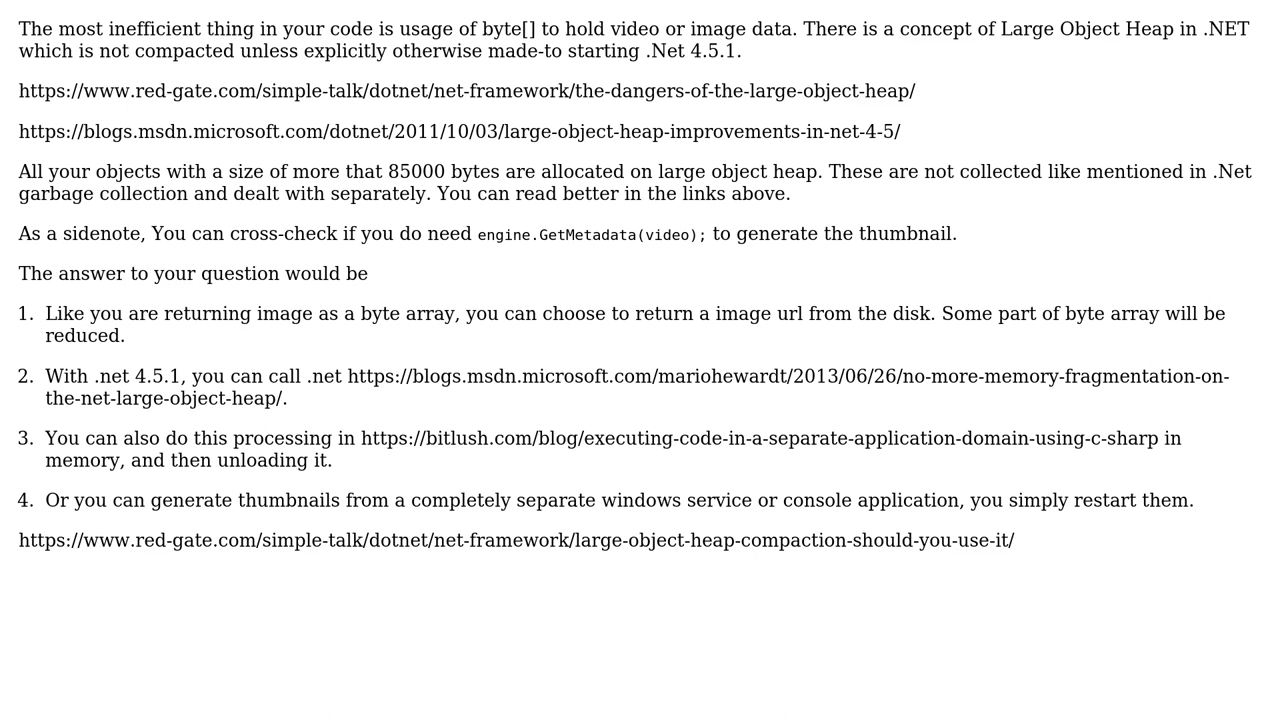 The most inefficient thing in your code is usage of byte[] to hold video or image data. There is a concept of Large Object Heap in .NET
which is not compacted unless explicitly otherwise made-to starting .Net 4.5.1.
https://www.red-gate.com/simple-talk/dotnet/net-framework/the-dangers-of-the-large-object-heap/
https://blogs.msdn.microsoft.com/dotnet/2011/10/03/large-object-heap-improvements-in-net-4-5/
All your objects with a size of more that 85000 bytes are allocated on large object heap. These are not collected like mentioned in .Net
garbage collection and dealt with separately. You can read better in the links above.
As a sidenote, You can cross-check if you do need engine.GetMetadata(video); to generate the thumbnail.
The answer to your question would be
1. Like you are returning image as a byte array, you can choose to return a image url from the disk. Some part of byte array will be
reduced.
2. With .net 4.5.1, you can call .net https://blogs.msdn.microsoft.com/mariohewardt/2013/06/26/no-more-memory-fragmentation-on-
the-net-large-object-heap/.
3. You can also do this processing in https://bitlush.com/blog/executing-code-in-a-separate-application-domain-using-c-sharp in
memory, and then unloading it.
4. Or you can generate thumbnails from a completely separate windows service or console application, you simply restart them.
https://www.red-gate.com/simple-talk/dotnet/net-framework/large-object-heap-compaction-should-you-use-it/